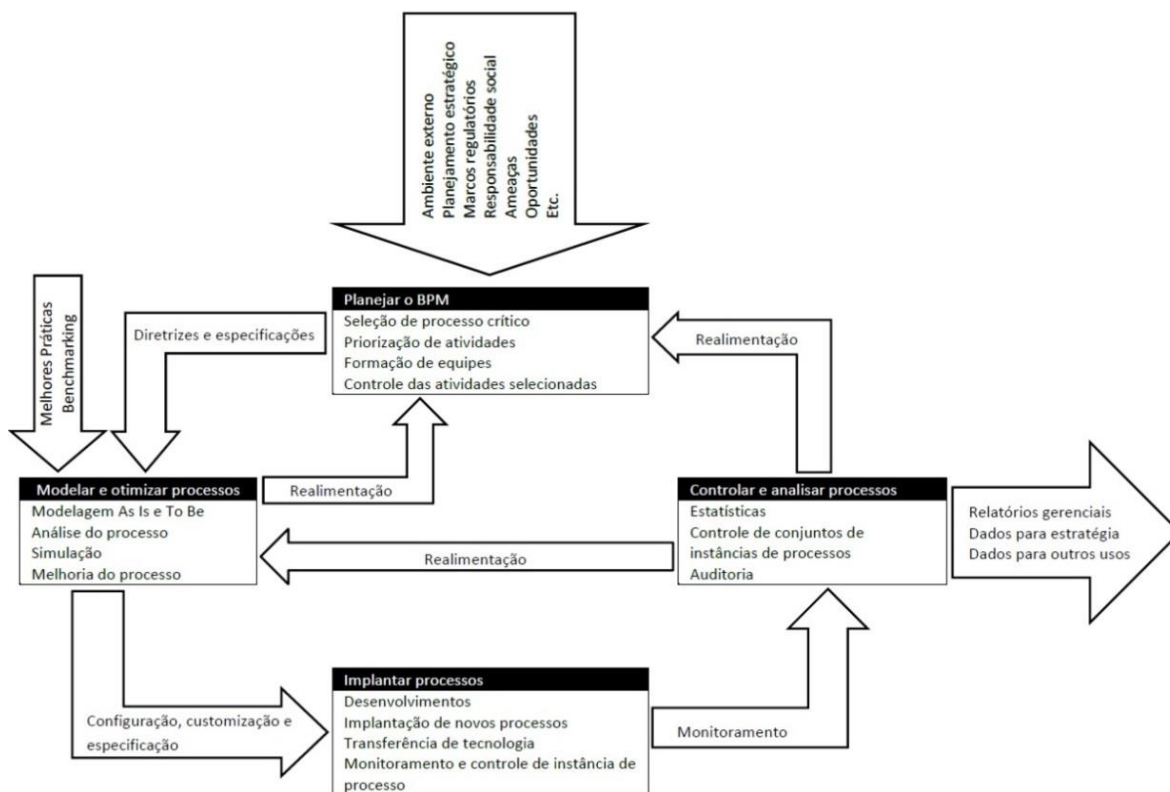 Ambiente externo
Planejamento estratégico
Marcos regulatórios
Responsabilidade social
Ameaças
Oportunidades
Etc.
Melhores Práticas
Benchmarking
Diretrizes e especificações
Planejar o BPM
Seleção de processo crítico
Priorização de atividades
Formação de equipes
Controle das atividades selecionadas
Realimentação
Modelar e otimizar processos
Modelagem As Is e To Be
Análise do processo
Simulação
Melhoria do processo
Realimentação
Realimentação
Controlar e analisar processos
Estatísticas
Controle de conjuntos de
instâncias de processos
Auditoria
Relatórios gerenciais
Dados para estratégia
Dados para outros usos
Configuração, customização e
especificação
Implantar processos
Desenvolvimentos
Implantação de novos processos
Transferência de tecnologia
Monitoramento e controle de instância de
processo
Monitoramento